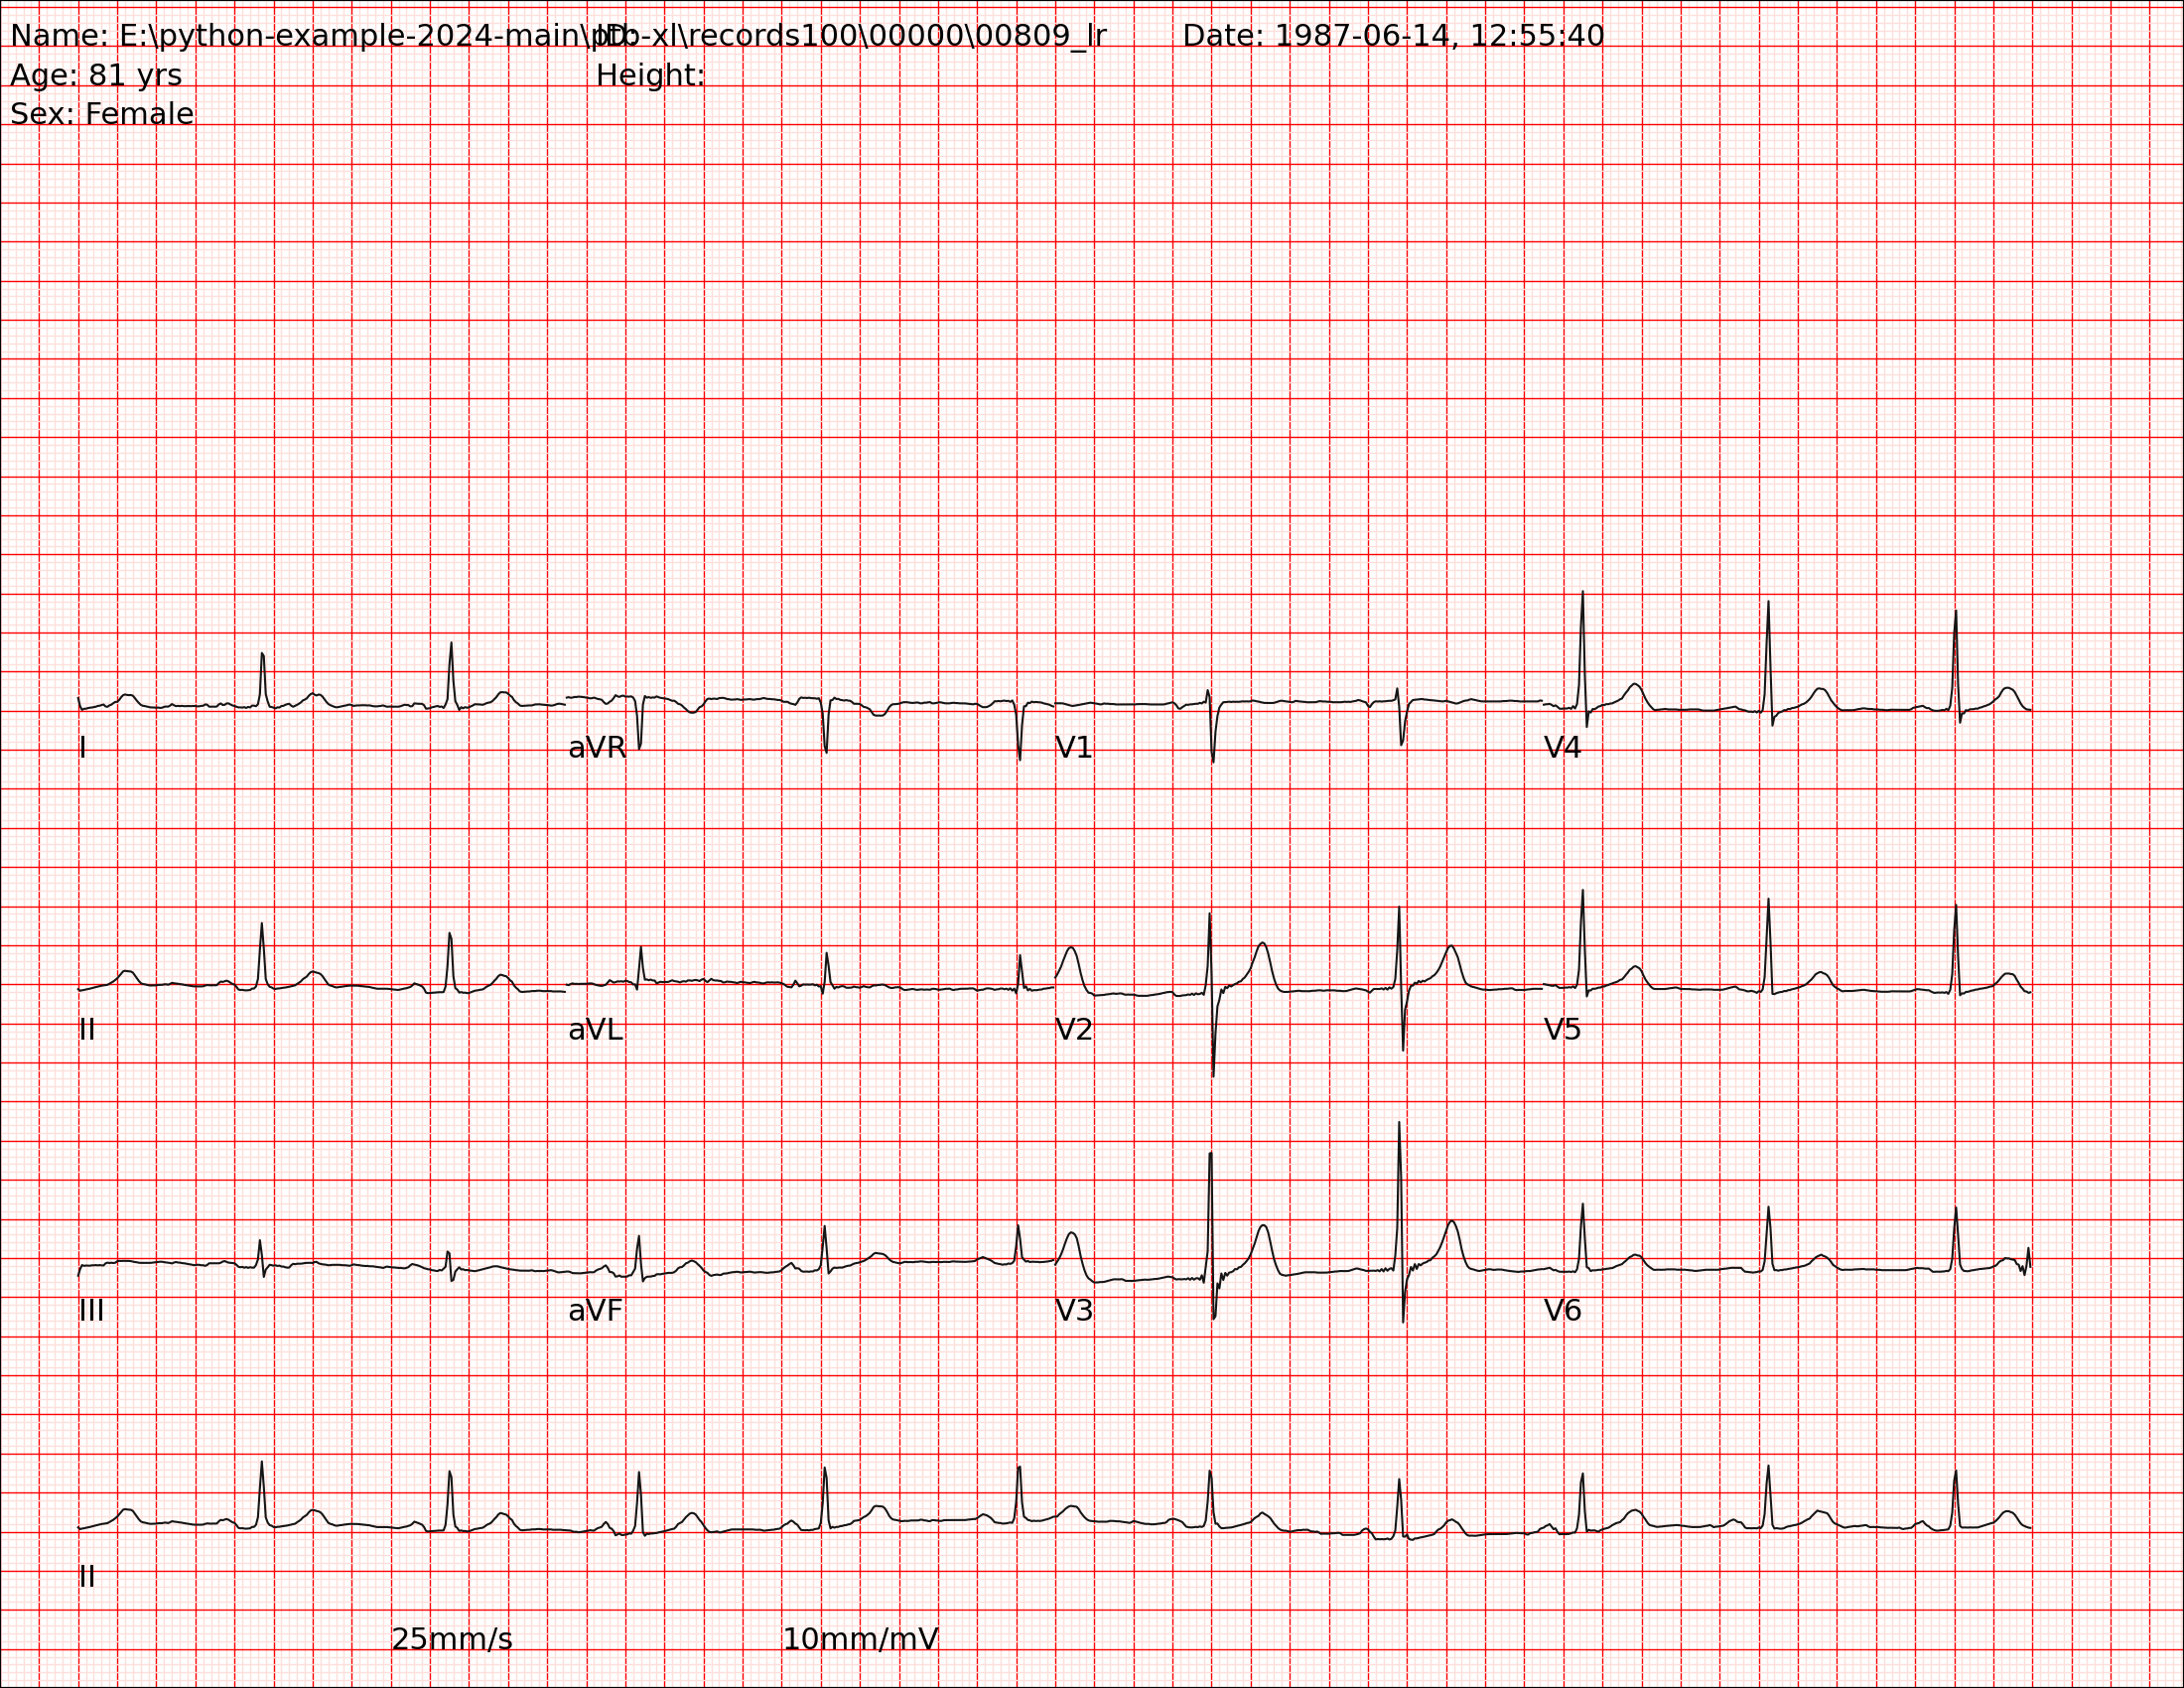 Name: E:\python-example-2024-main\ptb-xl\records100\00000\00809_lr ID: Date: 1987-06-14, 12:55:40
Age: 81 yrs Height:
Sex: Female
I aVR V1 V4
II aVL V2 V5
III aVF V3 V6
II
25mm/s 10mm/mV